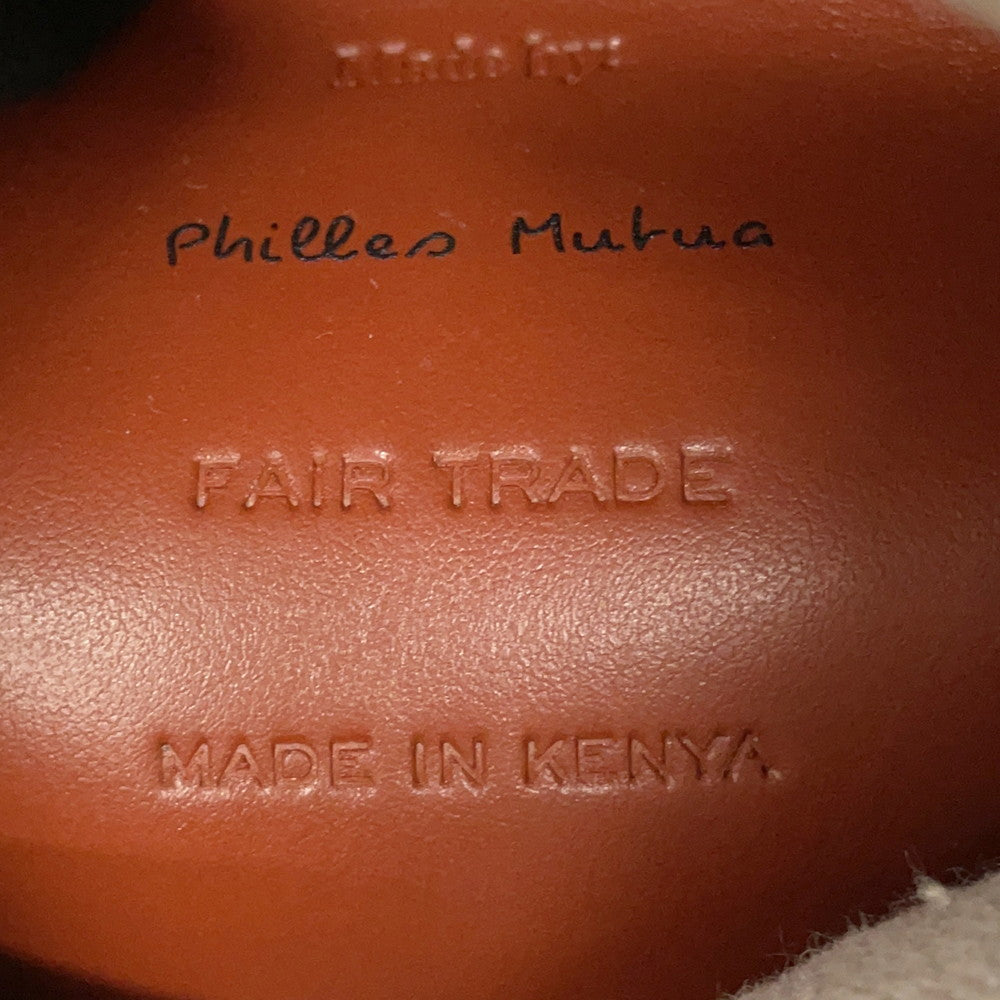 Made by:
Philles Mutua
FAIR TRADE
MADE IN KENYA.